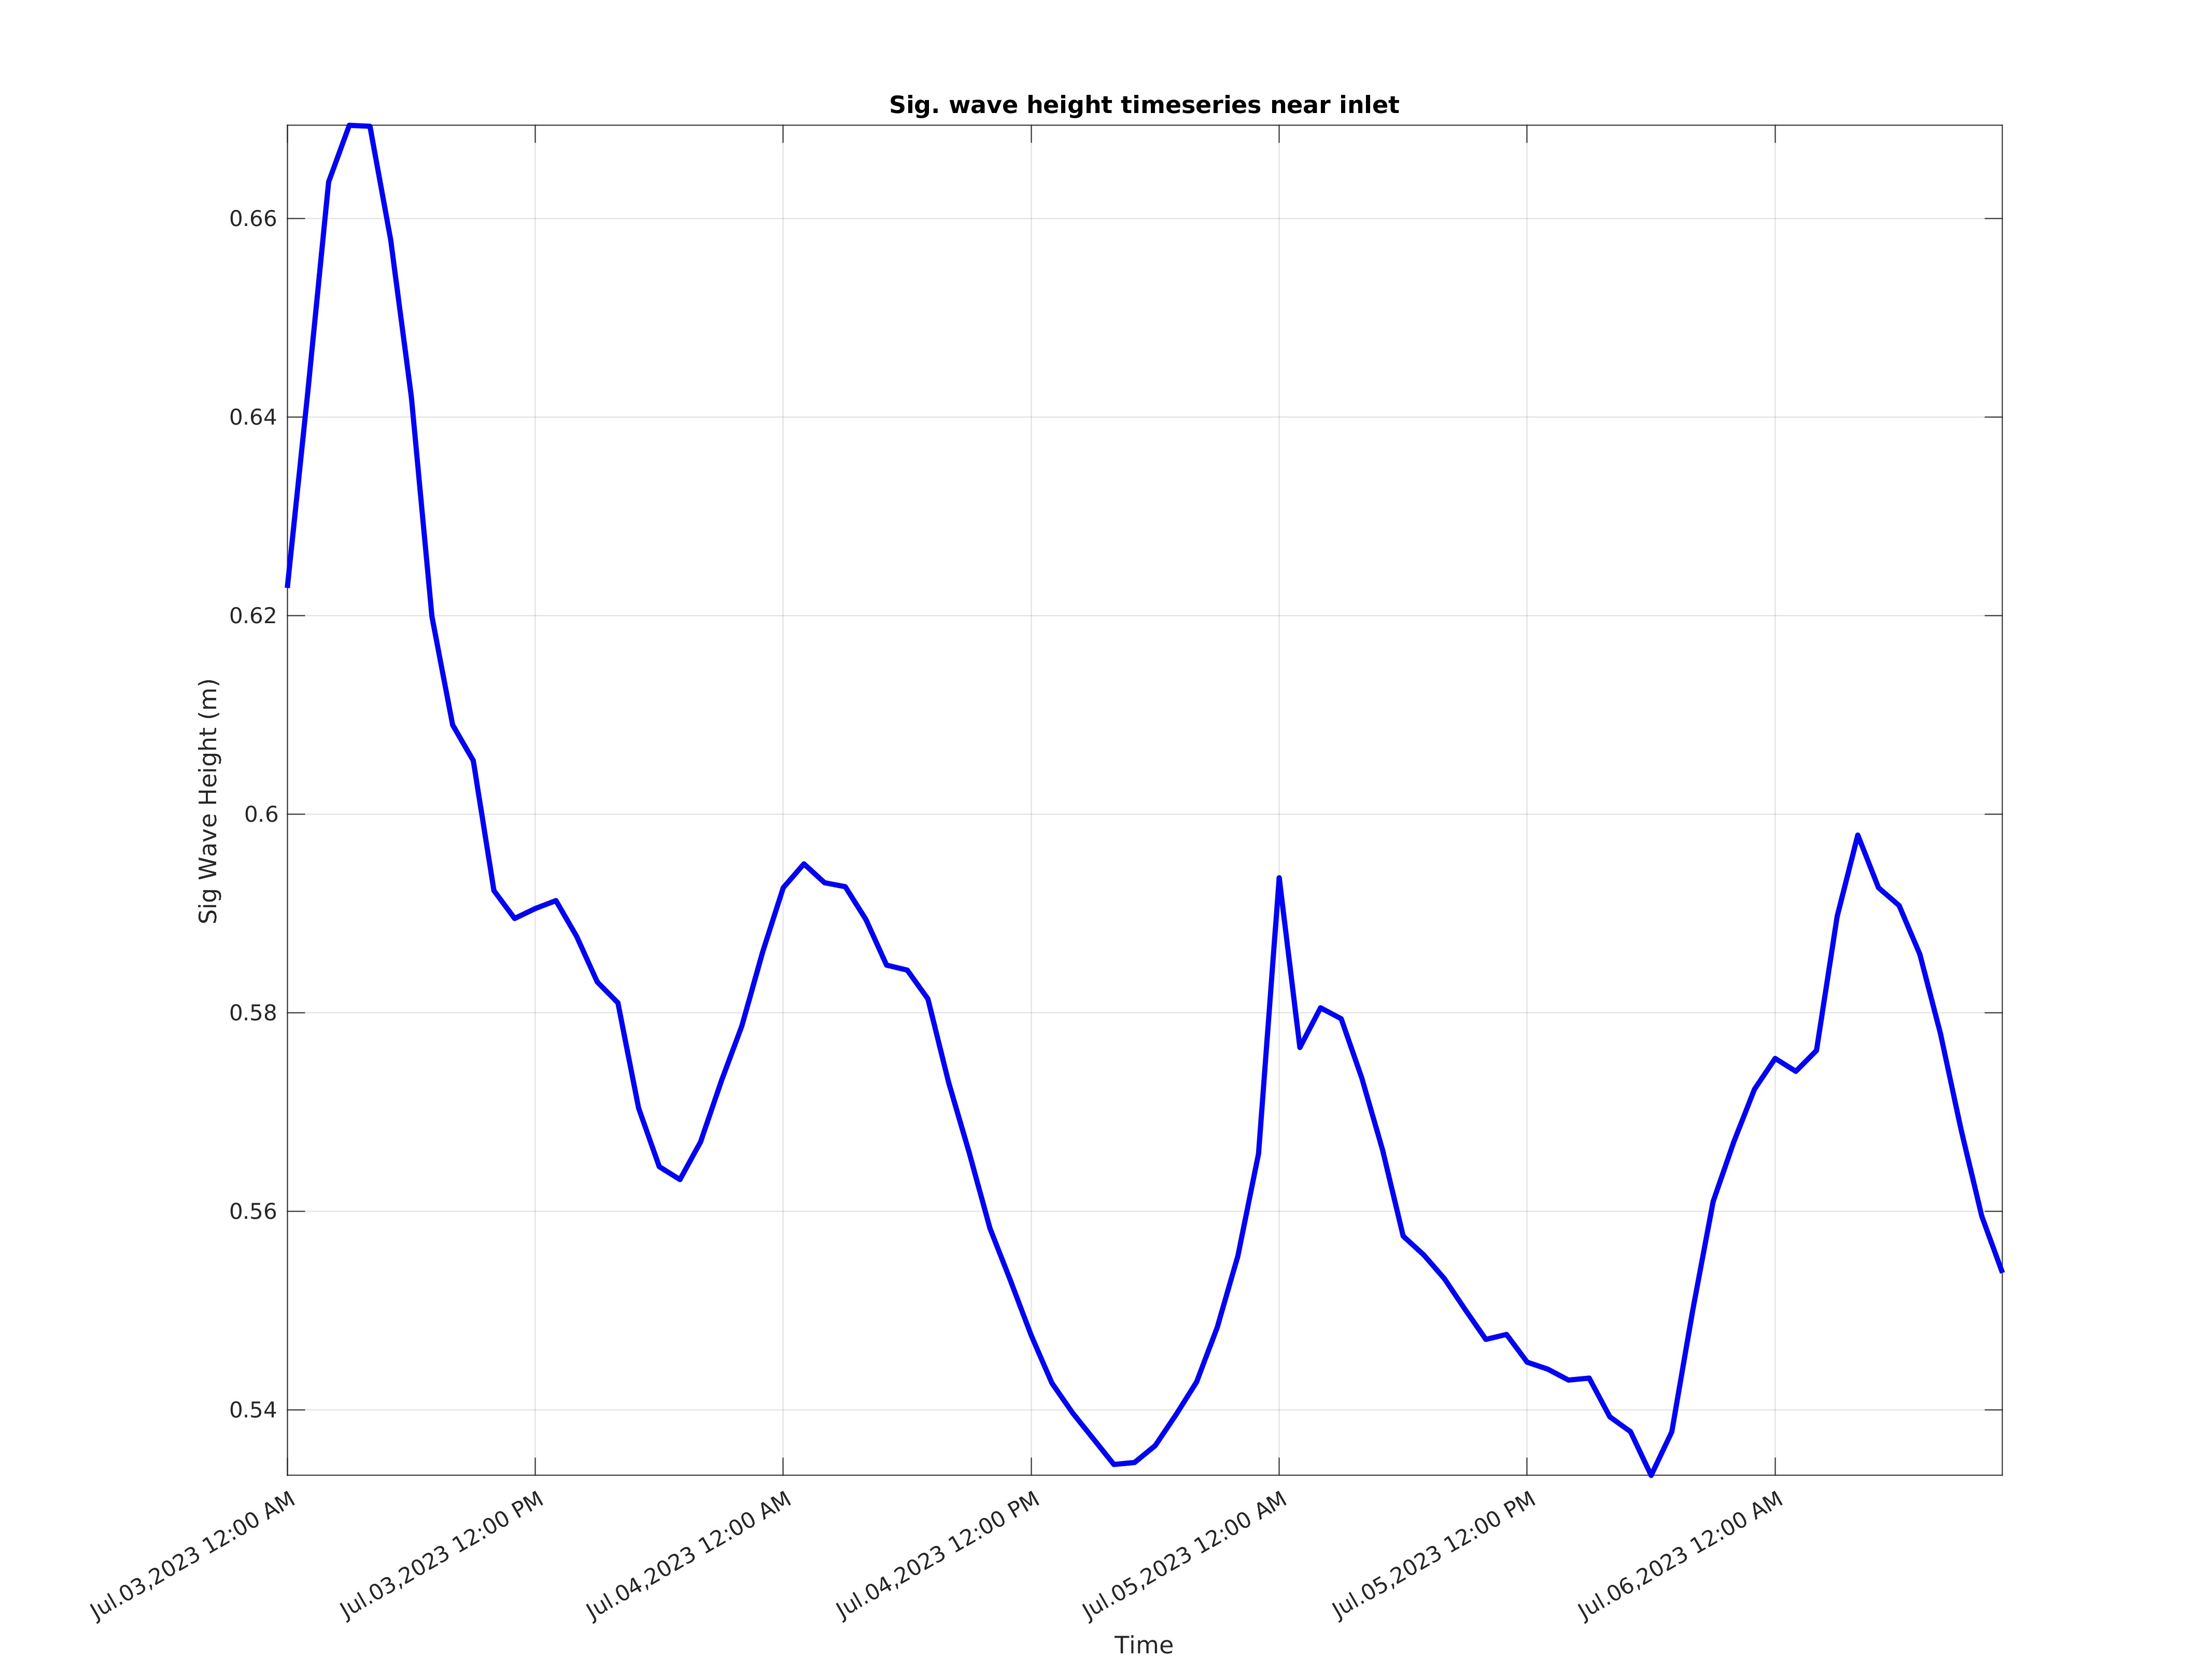 Sig. wave height timeseries near inlet
0.66
0.64
0.62
0.6
0.58
0.56
0.54
Sig Wave Height (m)
Jul.03,2023 12:00 AM
Jul.03,2023 12:00 PM
Jul.04,2023 12:00 AM
Jul.04,2023 12:00 PM
Jul.05,2023 12:00 AM
Jul.05,2023 12:00 PM
Jul.06,2023 12:00 AM
Time